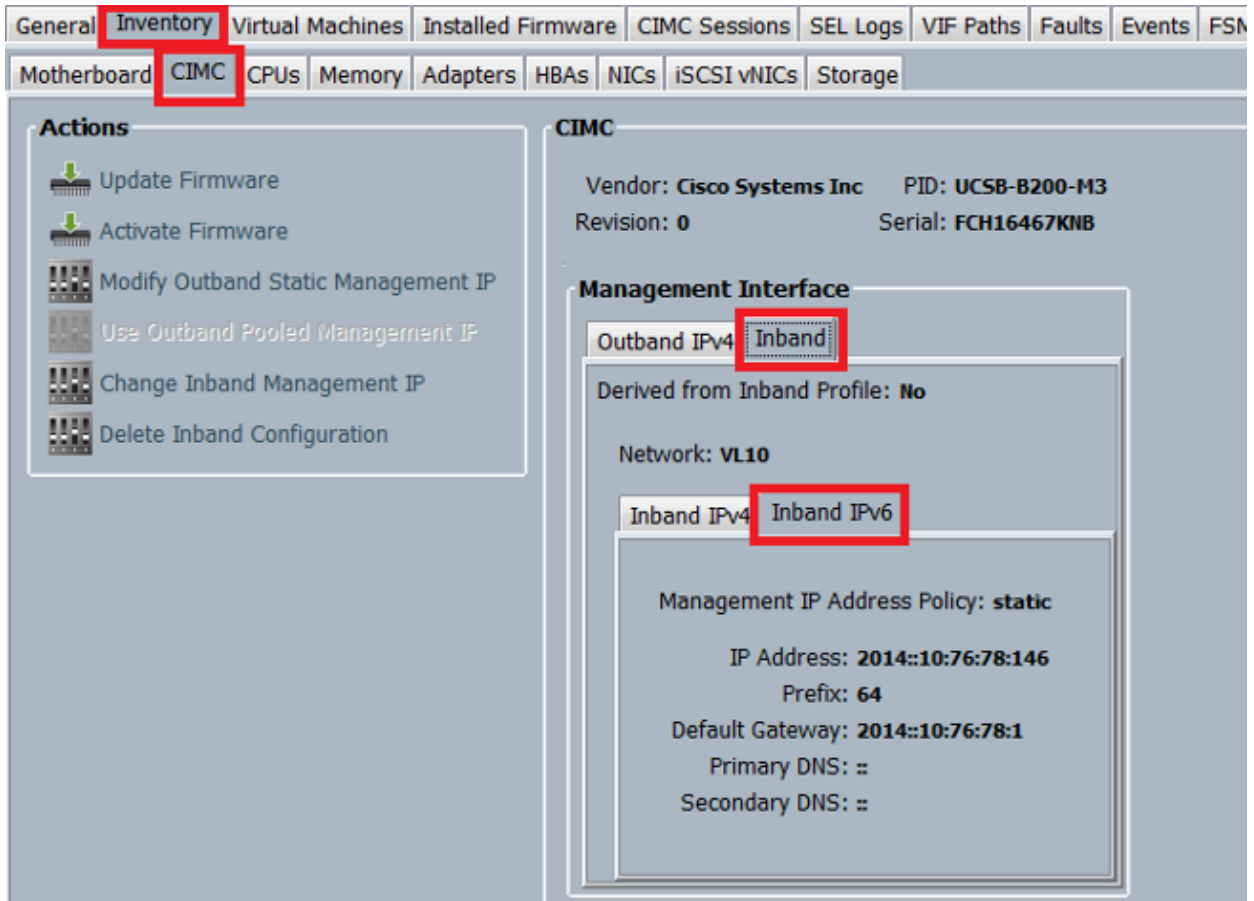 General Inventory Virtual Machines Installed Firmware CIMC Sessions SEL Logs VIF Paths Faults Events FSM
Motherboard CIMC CPUs Memory Adapters HBAs NICs iSCSI vNICs Storage
Actions
Update Firmware
Activate Firmware
Modify Outband Static Management IP
Use Outband Pooled Management IP
Change Inband Management IP
Delete Inband Configuration
CIMC
Vendor: Cisco Systems Inc PID: UCSB-B200-M3
Revision: 0 Serial: FCH16467KNB
Management Interface
Outband IPv4 Inband
Derived from Inband Profile: No
Network: VL10
Inband IPv4 Inband IPv6
Management IP Address Policy: static
IP Address: 2014::10:76:78:146
Prefix: 64
Default Gateway: 2014::10:76:78:1
Primary DNS: ::
Secondary DNS: ::